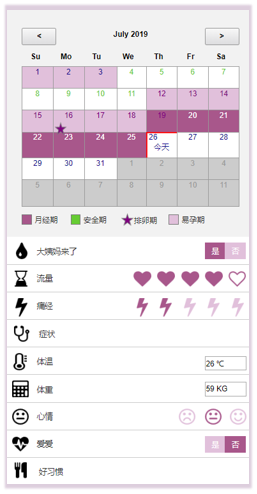 < July 2019 >
Su Mo Tu We Th Fr Sa
1 2 3 4 5 6 7
8 9 10 11 12 13 14
15 16 17 18 19 20 21
22 23 24 25 26 今天 27 28
29 30 31 1 2 3 4
5 6 7 8 9 10 11
月经期 安全期 排卵期 易孕期
大姨妈来了 是 否
流量
痛经
症状
体温 26 ℃
体重 59 KG
心情
爱爱 是 否
好习惯